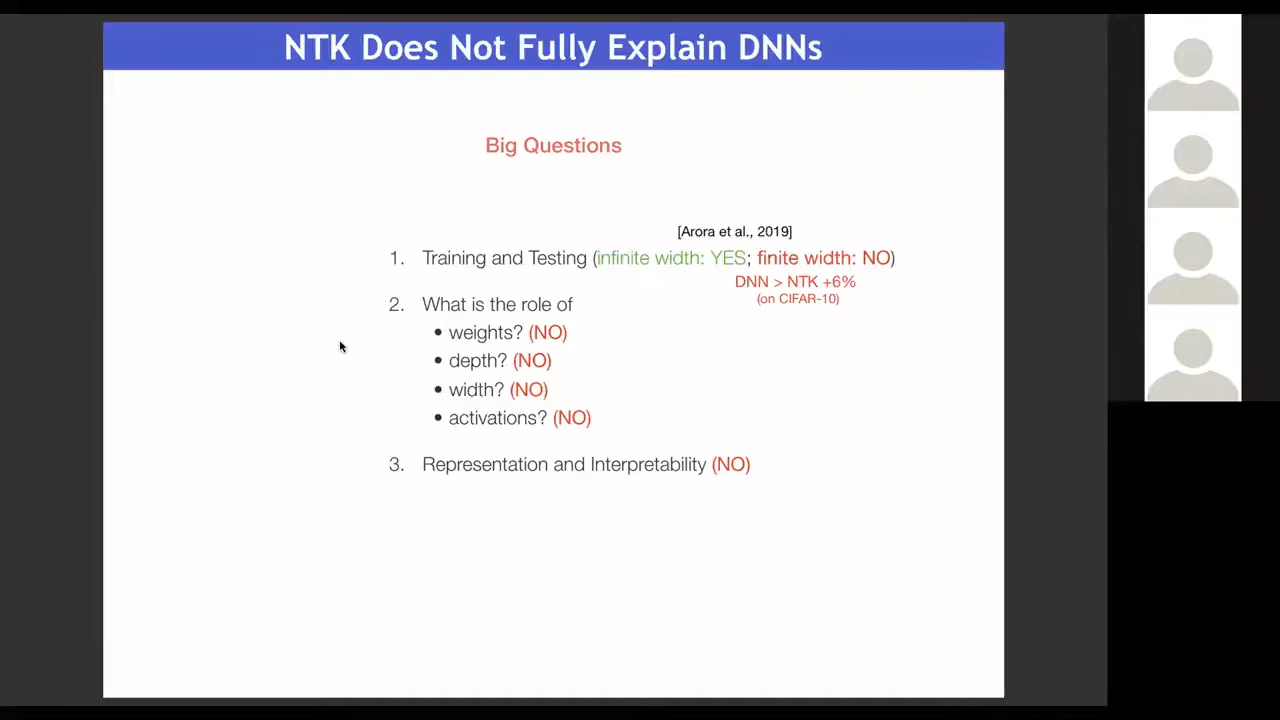 NTK Does Not Fully Explain DNNs
Big Questions
[Arora et al., 2019]
1. Training and Testing (infinite width: YES; finite width: NO)
DNN > NTK +6%
(on CIFAR-10)
2. What is the role of
• weights? (NO)
• depth? (NO)
• width? (NO)
• activations? (NO)
3. Representation and Interpretability (NO)